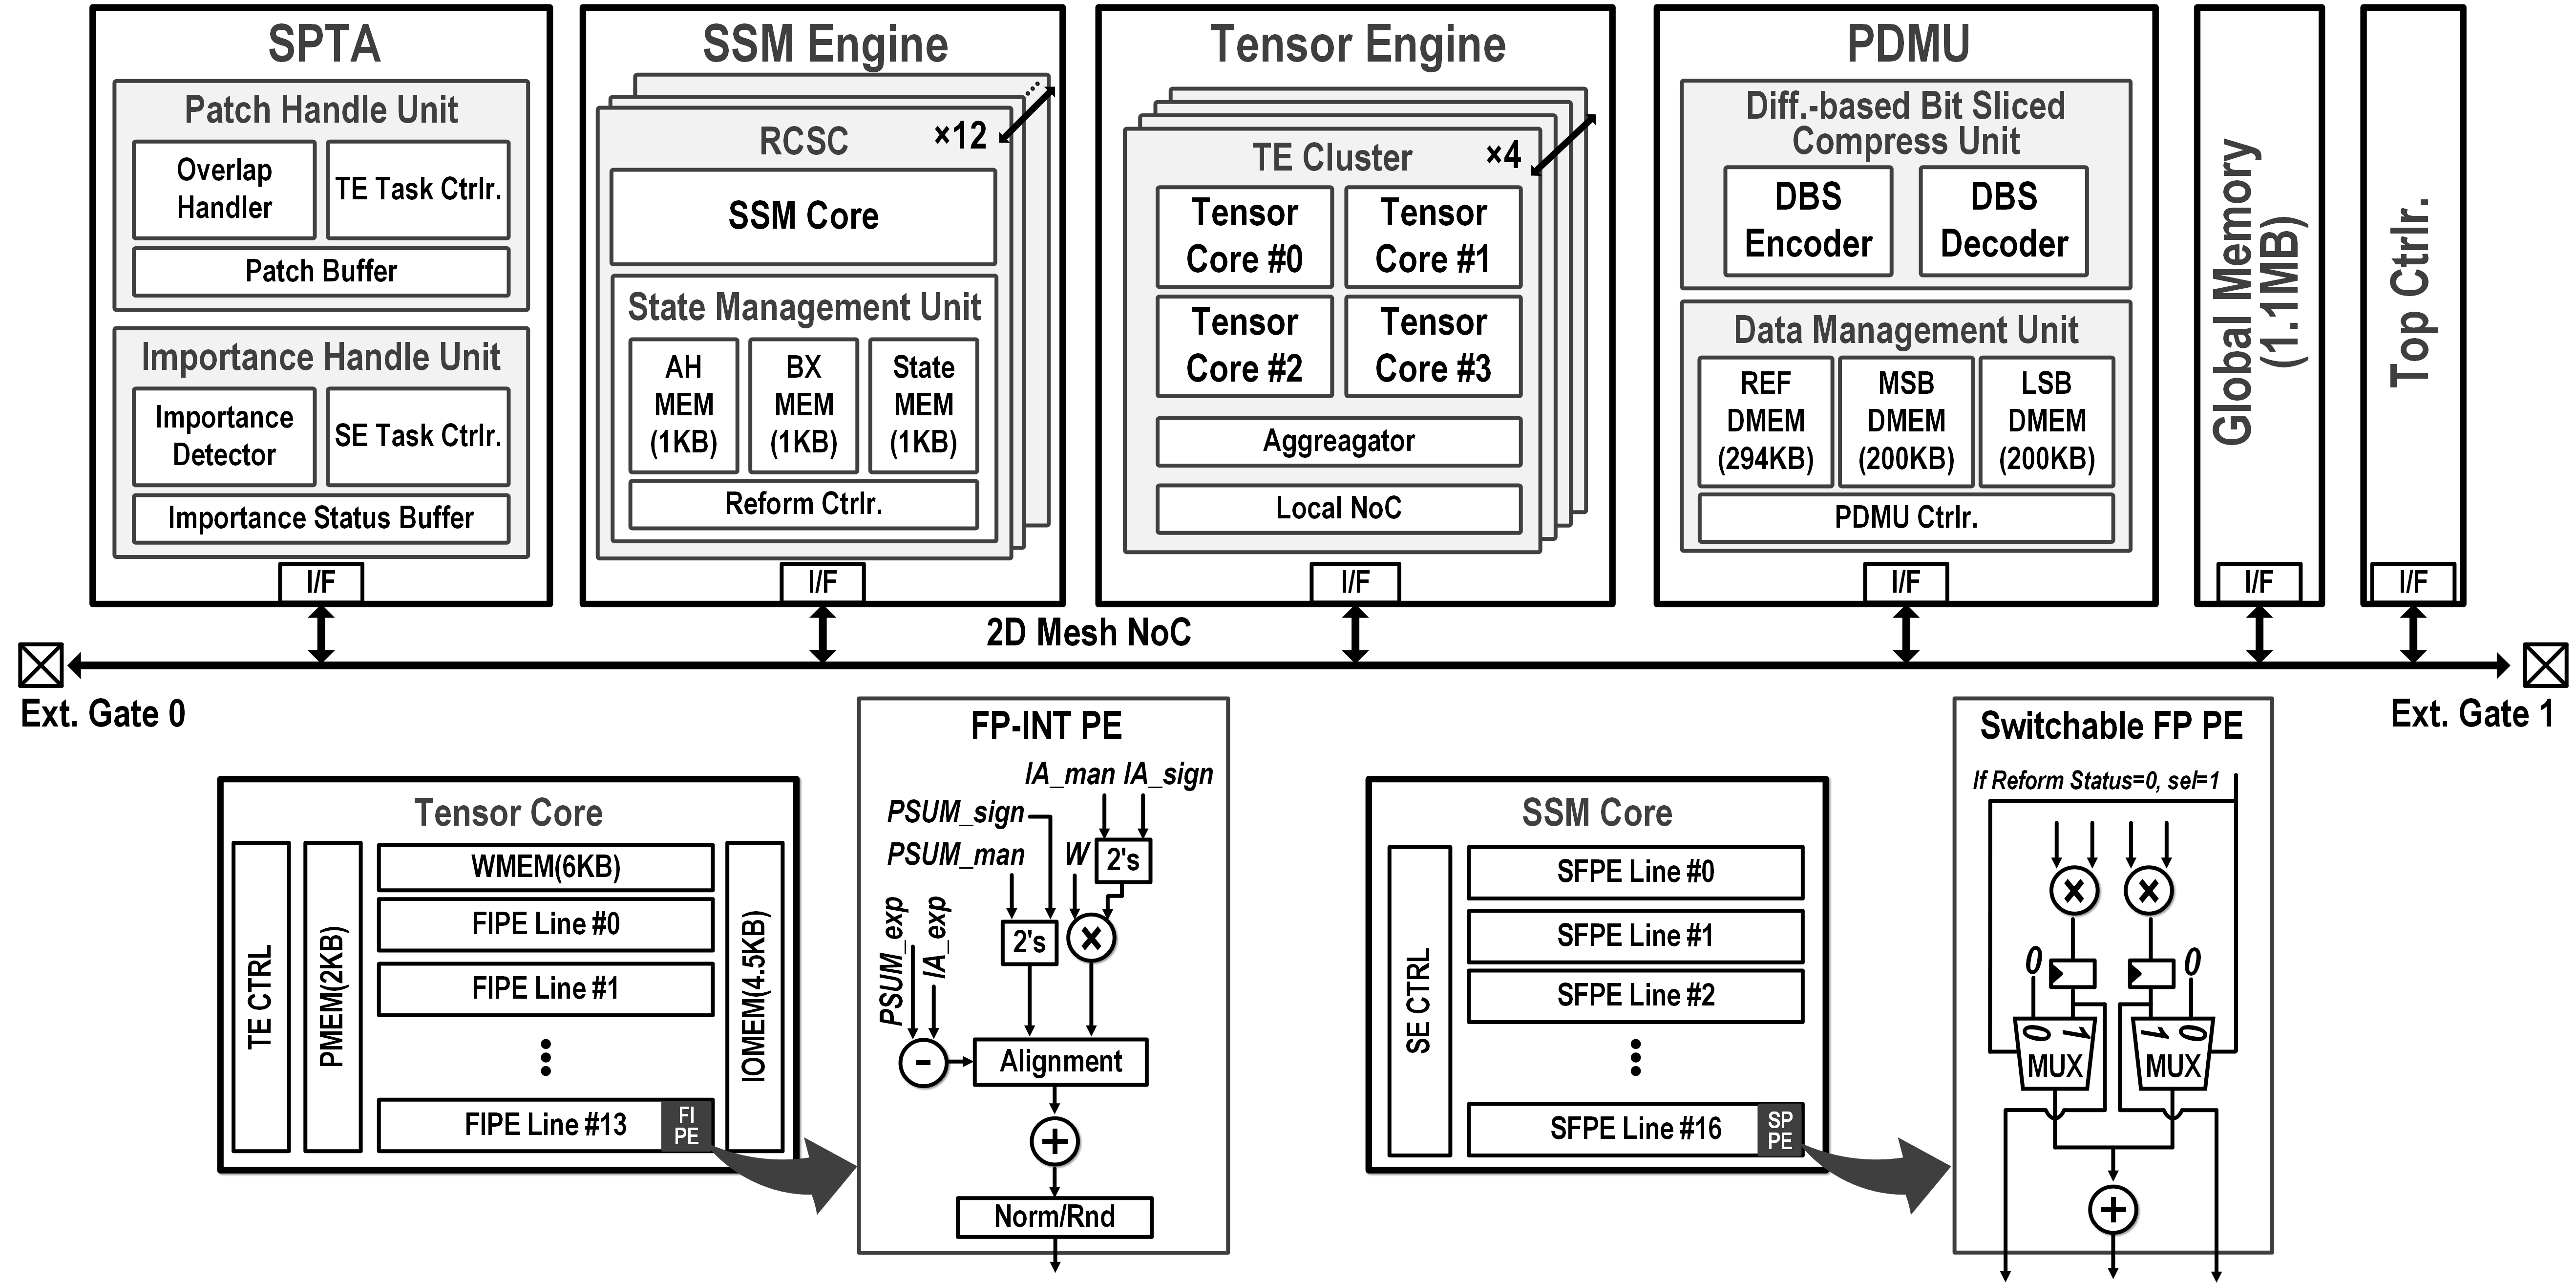 SPTA
Patch Handle Unit
Overlap
Handler
TE Task Ctrlr.
Patch Buffer
Importance Handle Unit
Importance
Detector
SE Task Ctrlr.
Importance Status Buffer
I/F
SSM Engine
×12
RCSC
SSM Core
State Management Unit
AH
MEM
(1KB)
BX
MEM
(1KB)
State
MEM
(1KB)
Reform Ctrlr.
I/F
Tensor Engine
×4
TE Cluster
Tensor
Core #0
Tensor
Core #1
Tensor
Core #2
Tensor
Core #3
Aggreagator
Local NoC
I/F
PDMU
Diff.-based Bit Sliced
Compress Unit
DBS
Encoder
DBS
Decoder
Data Management Unit
REF
DMEM
(294KB)
MSB
DMEM
(200KB)
LSB
DMEM
(200KB)
PDMU Ctrlr.
I/F
Global Memory
(1.1MB)
I/F
Top Ctrlr.
I/F
2D Mesh NoC
Ext. Gate 0
Ext. Gate 1
Tensor Core
TE CTRL
PMEM(2KB)
WMEM(6KB)
FIPE Line #0
FIPE Line #1
FIPE Line #13
FI
PE
IOMEM(4.5KB)
FP-INT PE
IA_man IA_sign
PSUM_sign
PSUM_man
W
2's
PSUM_exp
IA_exp
2's
×
-
Alignment
+
Norm/Rnd
SSM Core
SE CTRL
SFPE Line #0
SFPE Line #1
SFPE Line #2
SFPE Line #16
SP
PE
Switchable FP PE
If Reform Status=0, sel=1
× ×
0 0
0 1
MUX
1 0
MUX
+